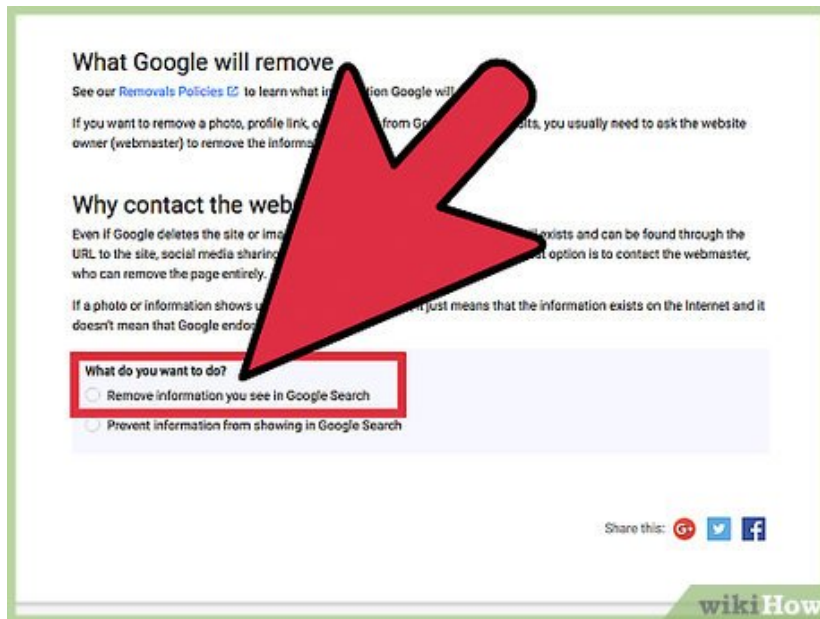 What Google will remove
See our Removals Policies to learn what in tion Google wil
If you want to remove a photo, profile link, o from G lts, you usually need to ask the website
owner (webmaster) to remove the informa
Why contact the web
Even if Google deletes the site or ima exists and can be found through the
URL to the site, social media sharing st option is to contact the webmaster,
who can remove the page entirely.
If a photo or information shows u just means that the information exists on the Internet and it
doesn't mean that Google endo
What do you want to do?
Remove information you see in Google Search
Prevent information from showing in Google Search
Share this:
wikiHow